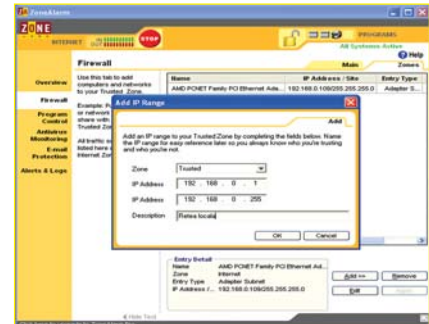 ZoneAlarm
ZONE
INTERNET
OUT
STOP
PROGRAMS
All Systems Active
Help
Firewall
Main
Zones
Overview
Firewall
Program
Control
Antivirus
Monitoring
E-mail
Protection
Alerts & Logs
Use this tab to add
computers and networks
to your Trusted Zone.
Name
IP Address / Site
Entry Type
AMD PCNET Family PCI Ethernet Ada...
192.168.0.109/255.255.255.0
Adapter S...
Add IP Range
Add
Add an IP range to your Trusted Zone by completing the fields below. Name
the IP range for easy reference later so you always know who you're trusting
and who you're not.
Zone
Trusted
IP Address
192 . 168 . 0 . 1
IP Address
192 . 168 . 0 . 255
Description
Retea locala
OK
Cancel
Entry Detail
Name
AMD PCNET Family PCI Ethernet Ad...
Zone
Internet
Entry Type
Adapter Subnet
IP Address /...
192.168.0.109/255.255.255.0
Add >>
Remove
Edit
Apply
Hide Text